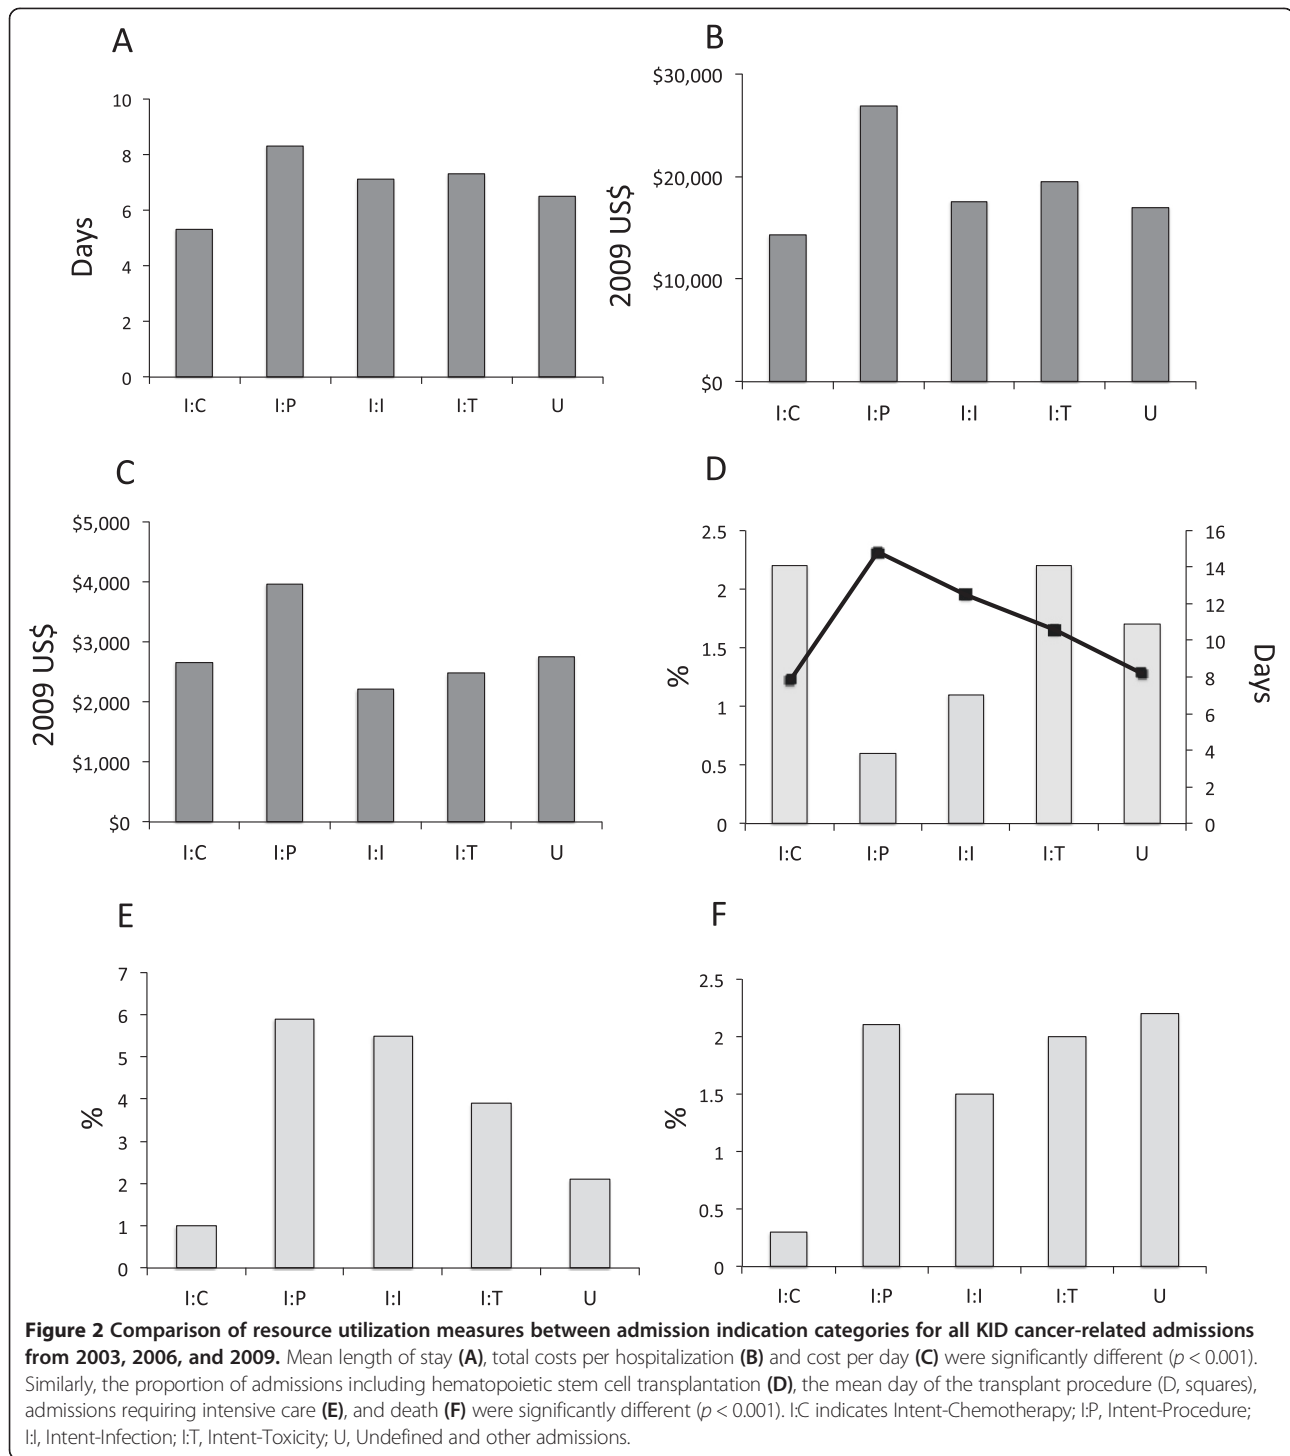 A
10
8
6
4
2
0
Days
I:C I:P I:I I:T U
B
$30,000
$20,000
$10,000
$0
2009 US$
I:C I:P I:I I:T U
C
$5,000
$4,000
$3,000
$2,000
$1,000
$0
2009 US$
I:C I:P I:I I:T U
D
2.5
2
1.5
1
0.5
0
%
16
14
12
10
8
6
4
2
0
Days
I:C I:P I:I I:T U
E
7
6
5
4
3
2
1
0
%
I:C I:P I:I I:T U
F
2.5
2
1.5
1
0.5
0
%
I:C I:P I:I I:T U
Figure 2 Comparison of resource utilization measures between admission indication categories for all KID cancer-related admissions
from 2003, 2006, and 2009. Mean length of stay (A), total costs per hospitalization (B) and cost per day (C) were significantly different (p < 0.001).
Similarly, the proportion of admissions including hematopoietic stem cell transplantation (D), the mean day of the transplant procedure (D, squares),
admissions requiring intensive care (E), and death (F) were significantly different (p < 0.001). I:C indicates Intent-Chemotherapy; I:P, Intent-Procedure;
I:I, Intent-Infection; I:T, Intent-Toxicity; U, Undefined and other admissions.